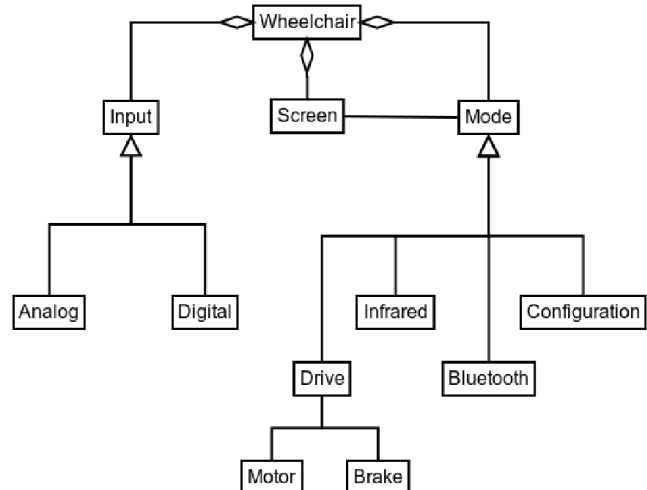 Wheelchair
Input
Screen
Mode
Analog
Digital
Infrared
Configuration
Drive
Bluetooth
Motor
Brake